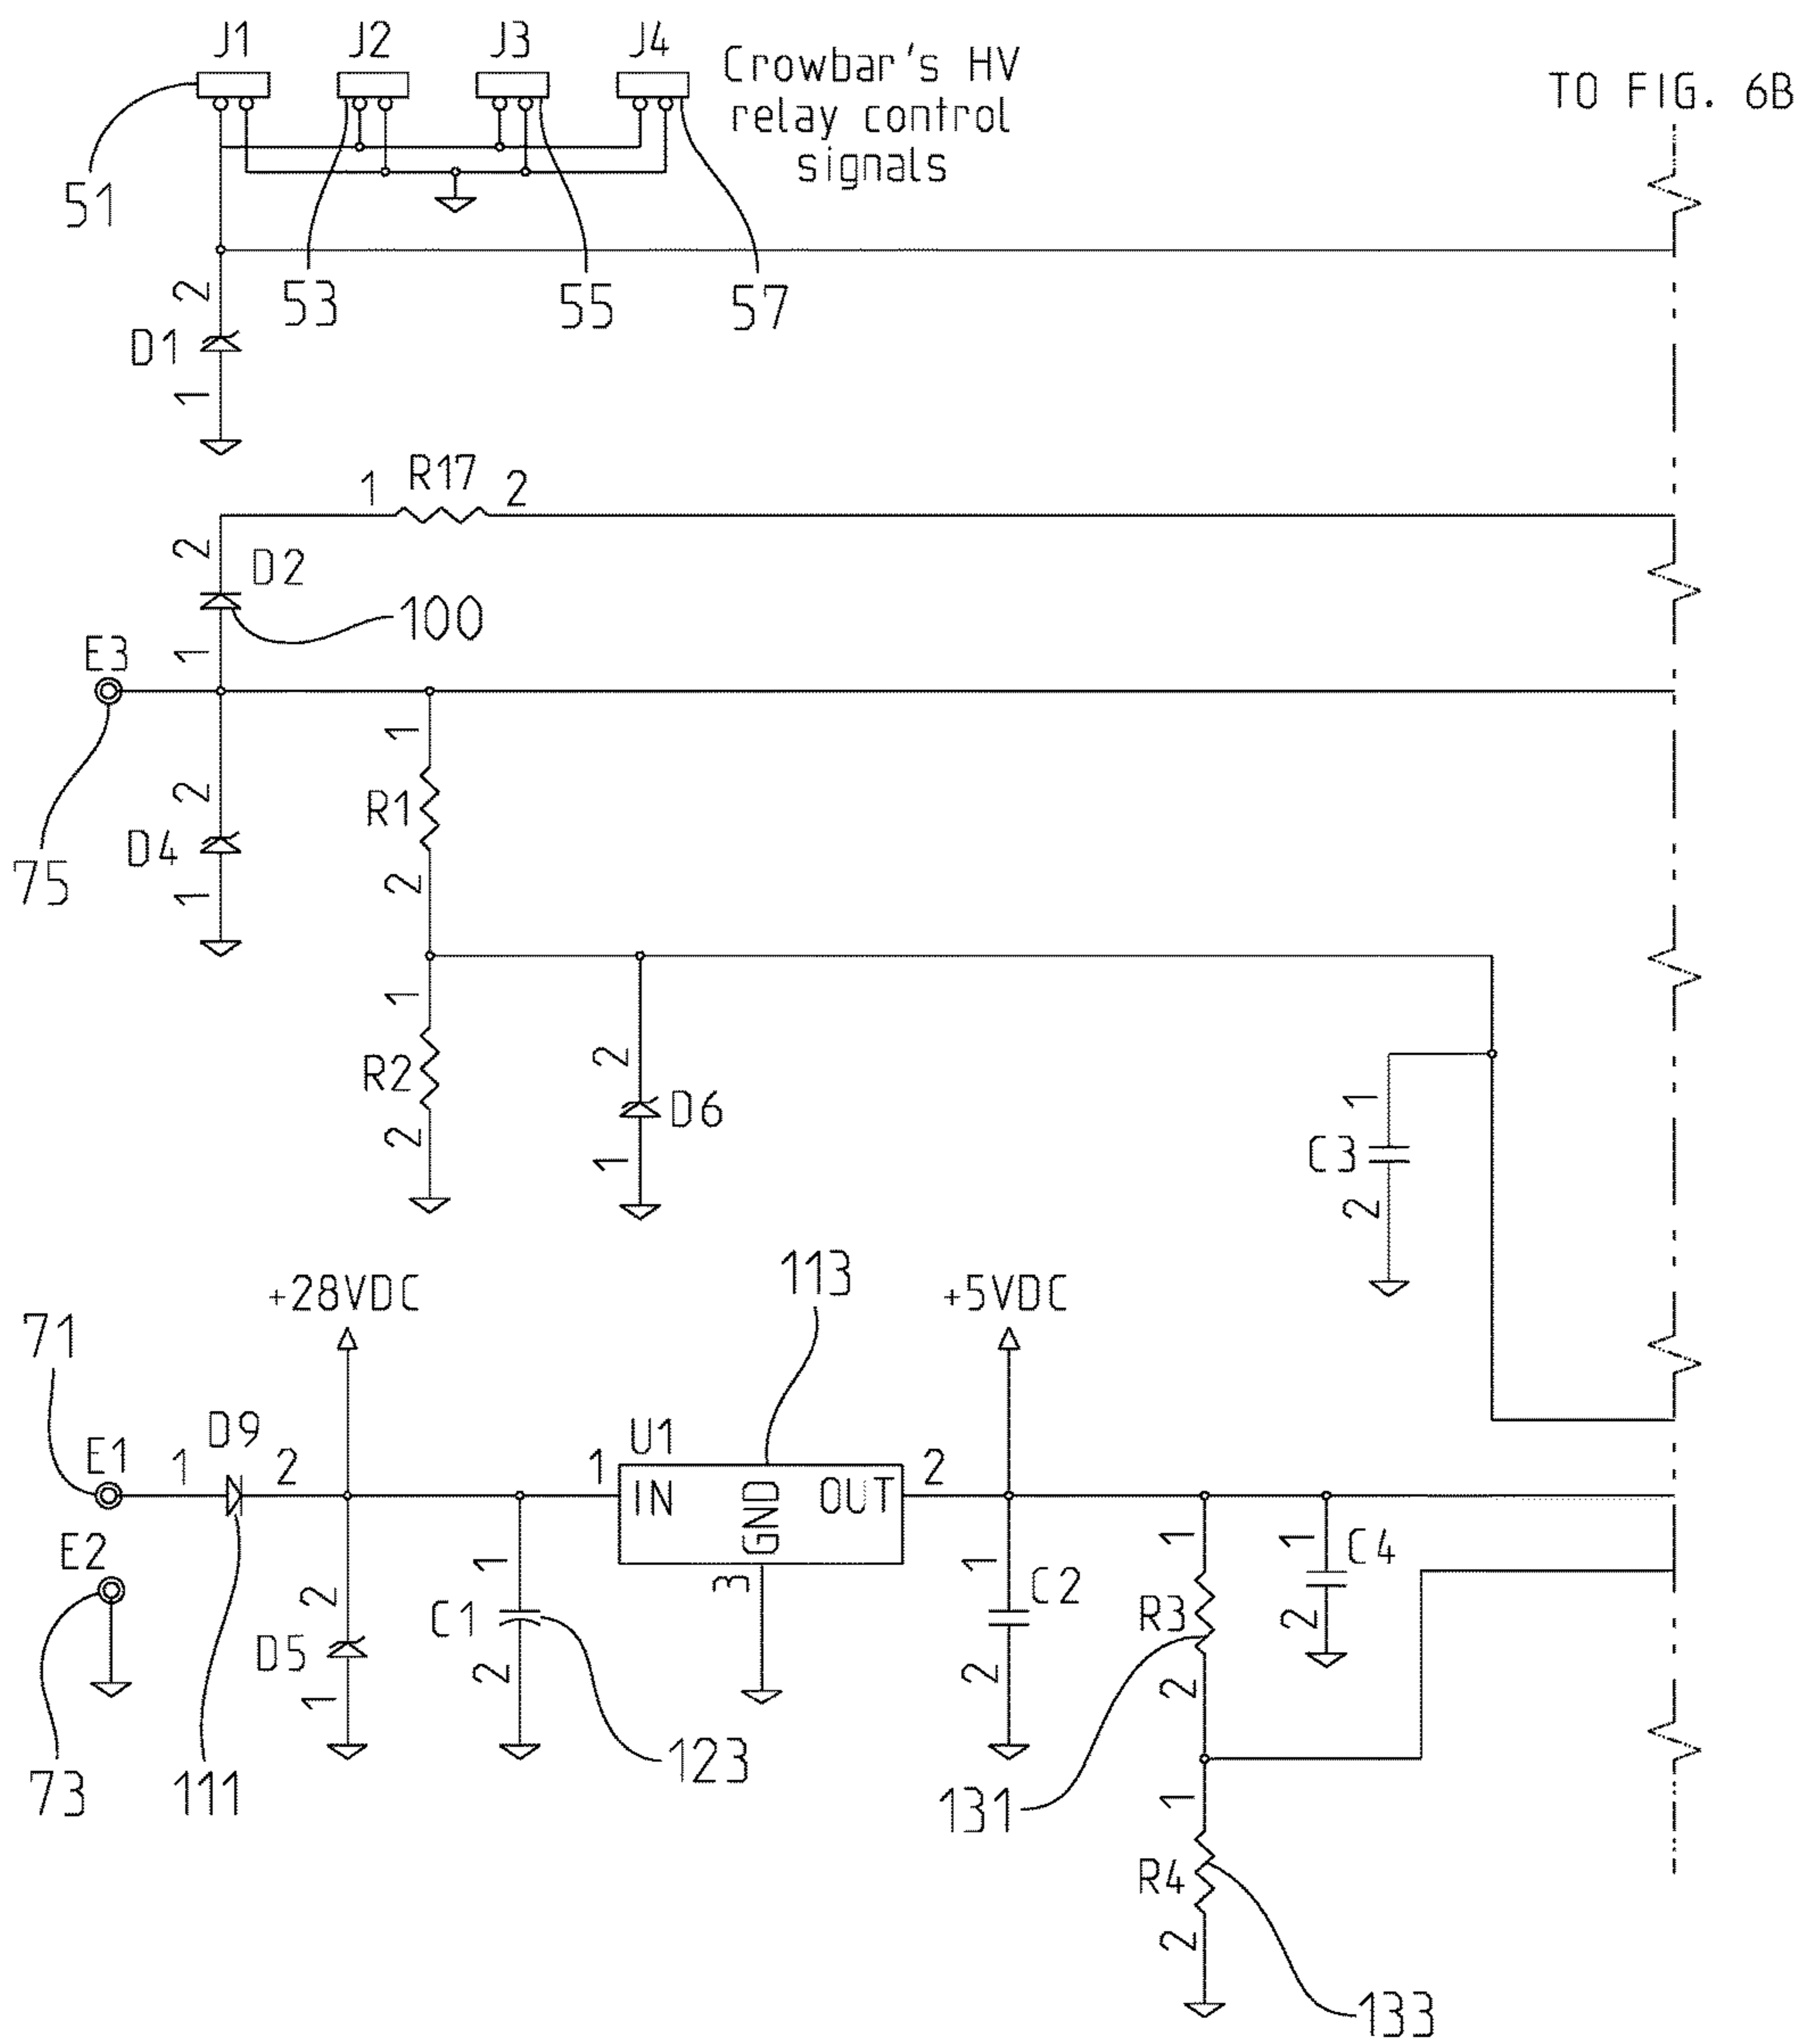 J1 J2 J3 J4
Crowbar's HV
relay control
signals
TO FIG. 6B
51
53 55 57
2
D1
1
1 R17 2
2
D2
100
1
E3
75
2
D4
1
1
R1
2
1
R2
2
2
D6
1
1
C3
2
+28VDC
113
+5VDC
71
E1
1 D9 2
1 U1
IN GND OUT
2
3
E2
73
111
2
D5
1
1
C1
2
123
1
C2
2
1
R3
2
131
1
C4
2
1
R4
2
133